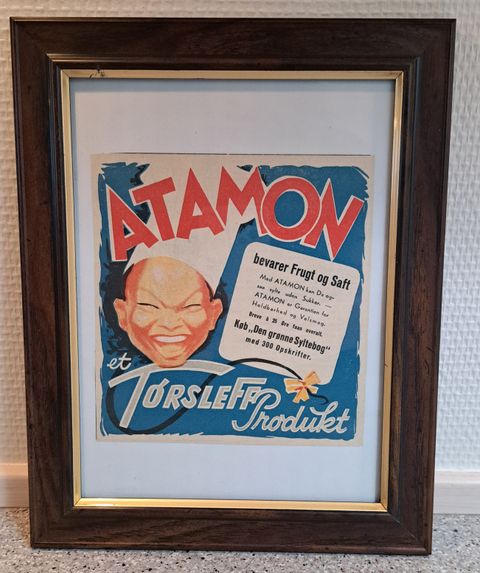 ATAMON
bevarer Frugt og Saft
Med ATAMON kan De og-
saa sylte uden Sukker. —
ATAMON er Garantien for
Holdbarhed og Velsmag.
Breve à 25 Øre faas overalt.
Køb „Den grønne Syltebog"
med 300 Opskrifter.
et
TØRSLEFF
Produkt